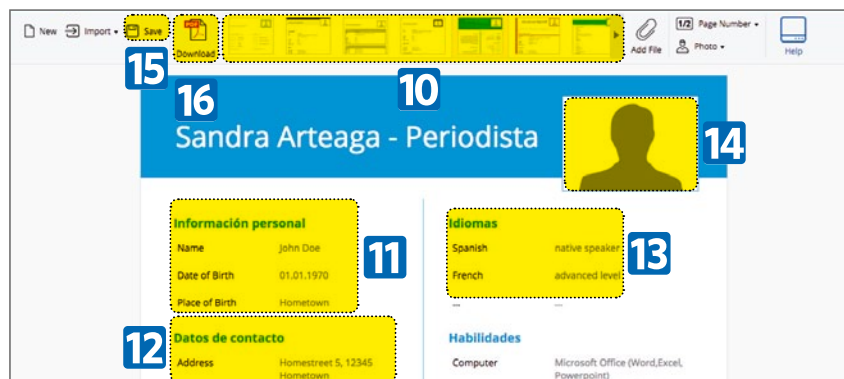 New Import Save Download Add File 1/2 Page Number Photo Help
PDF
15
16
10
Sandra Arteaga - Periodista
14
Información personal
Name John Doe
Date of Birth 01.01.1970
Place of Birth Hometown
11
Idiomas
Spanish native speaker
French advanced level
13
... ...
12
Datos de contacto
Address Homestreet 5, 12345
Hometown
Habilidades
Computer Microsoft Office (Word,Excel,
Powerpoint)